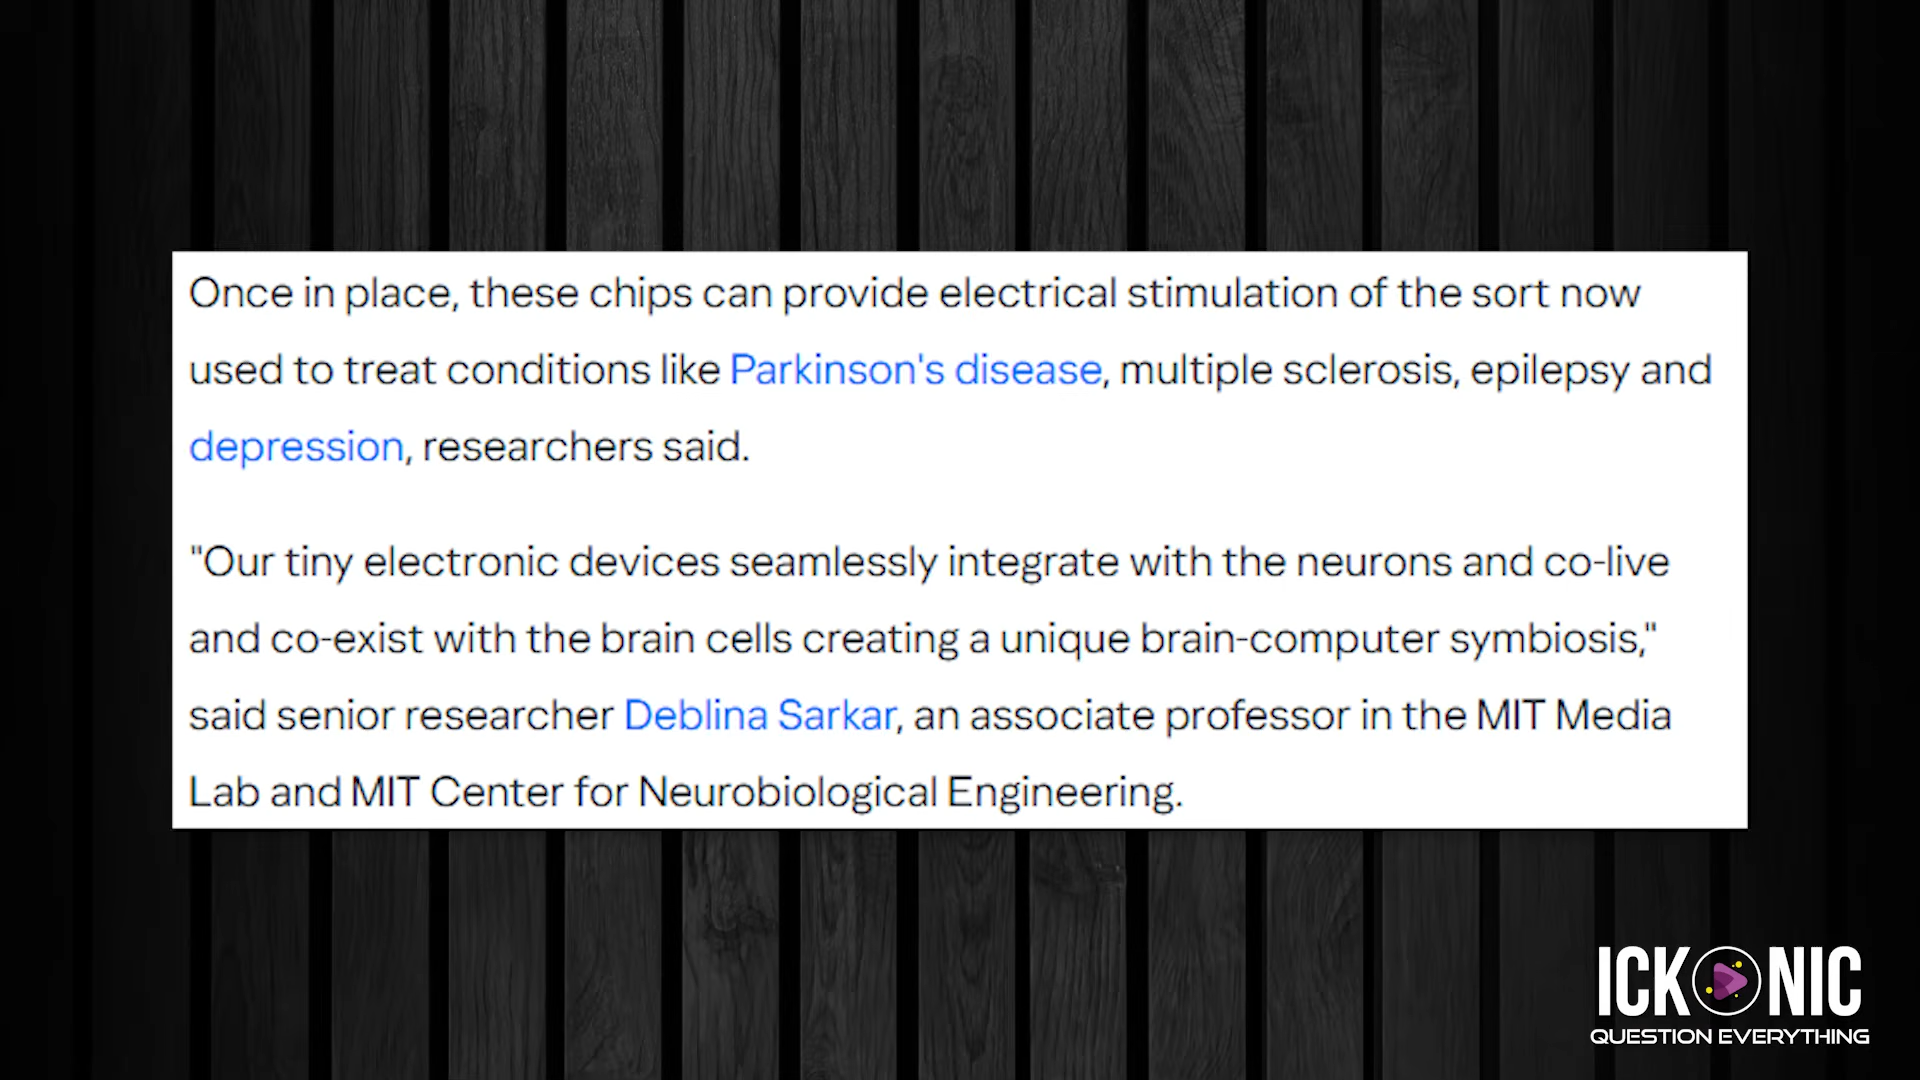 Once in place, these chips can provide electrical stimulation of the sort now
used to treat conditions like Parkinson's disease, multiple sclerosis, epilepsy and
depression, researchers said.
"Our tiny electronic devices seamlessly integrate with the neurons and co-live
and co-exist with the brain cells creating a unique brain-computer symbiosis,"
said senior researcher Deblina Sarkar, an associate professor in the MIT Media
Lab and MIT Center for Neurobiological Engineering.
ICKONIC
QUESTION EVERYTHING